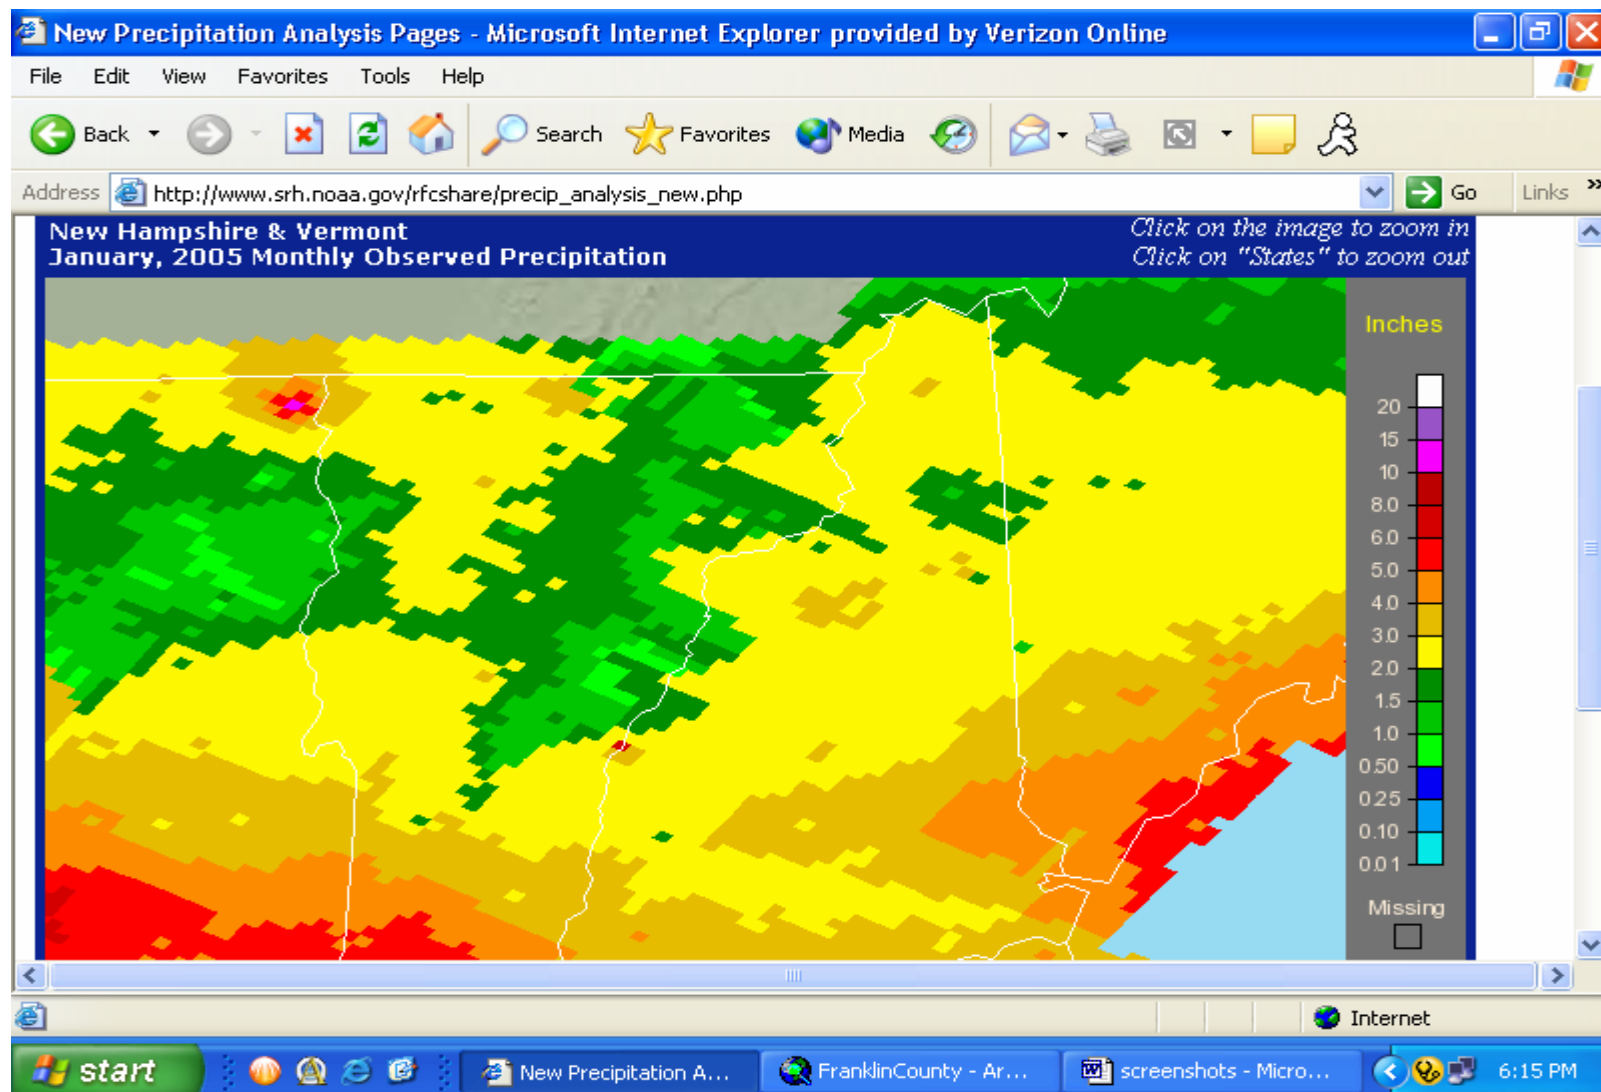 New Precipitation Analysis Pages - Microsoft Internet Explorer provided by Verizon Online
File Edit View Favorites Tools Help
Back Search Favorites Media
Address http://www.srh.noaa.gov/rfcshare/precip_analysis_new.php Go Links »
New Hampshire & Vermont
January, 2005 Monthly Observed Precipitation
Click on the image to zoom in
Click on "States" to zoom out
Inches
20
15
10
8.0
6.0
5.0
4.0
3.0
2.0
1.5
1.0
0.50
0.25
0.10
0.01
Missing
Internet
start New Precipitation A... FranklinCounty - Ar... screenshots - Micro... 6:15 PM